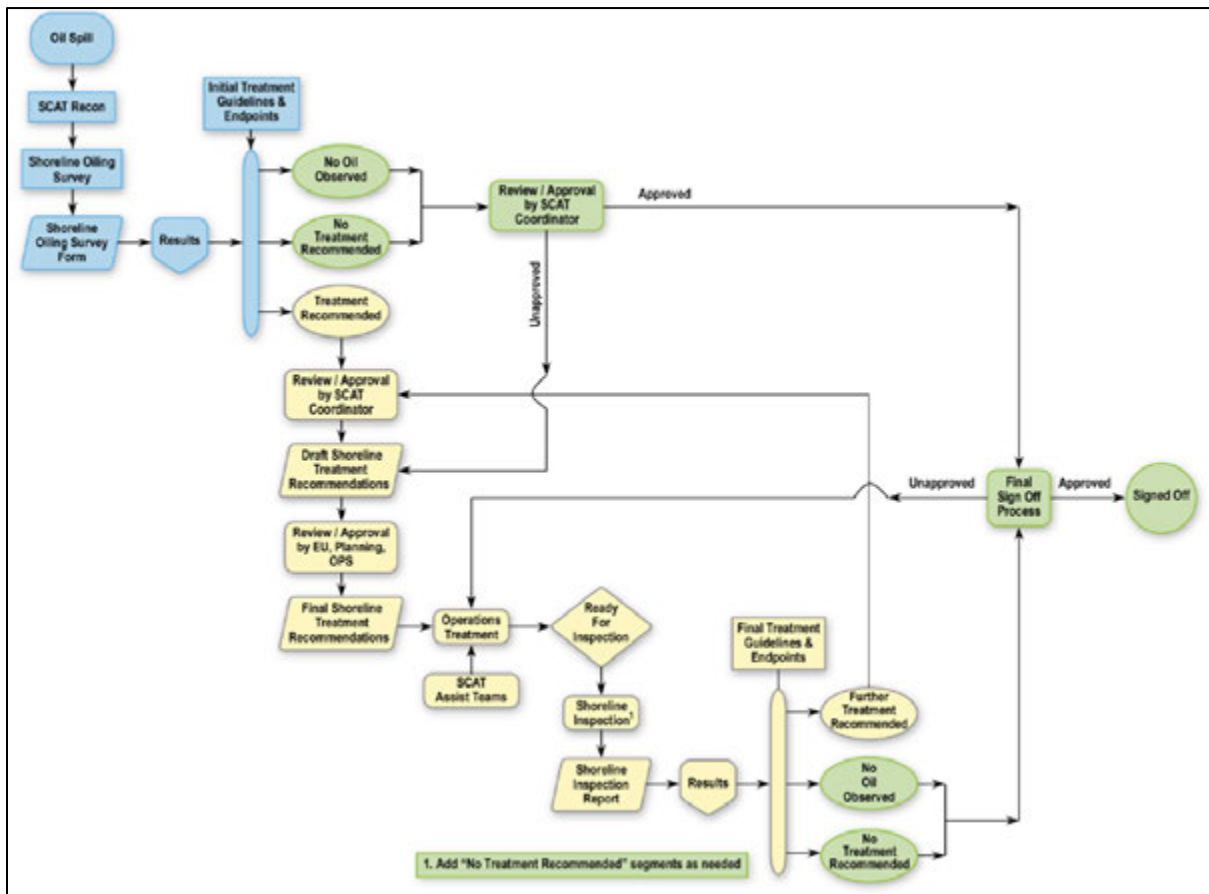 Oil Spill
SCAT Recon
Shoreline Oiling
Survey
Shoreline
Oiling Survey
Form
Results
Initial Treatment
Guidelines &
Endpoints
No Oil
Observed
No
Treatment
Recommended
Treatment
Recommended
Review / Approval
by SCAT
Coordinator
Approved
Unapproved
Review / Approval
by SCAT
Coordinator
Draft Shoreline
Treatment
Recommendations
Review / Approval
by EU, Planning,
OPS
Final Shoreline
Treatment
Recommendations
Operations
Treatment
SCAT
Assist Teams
Ready
For
Inspection
Shoreline
Inspection1
Shoreline
Inspection
Report
Results
Final Treatment
Guidelines &
Endpoints
Further
Treatment
Recommended
No
Oil
Observed
No
Treatment
Recommended
Unapproved
Final
Sign Off
Process
Approved
Signed Off
1. Add “No Treatment Recommended” segments as needed